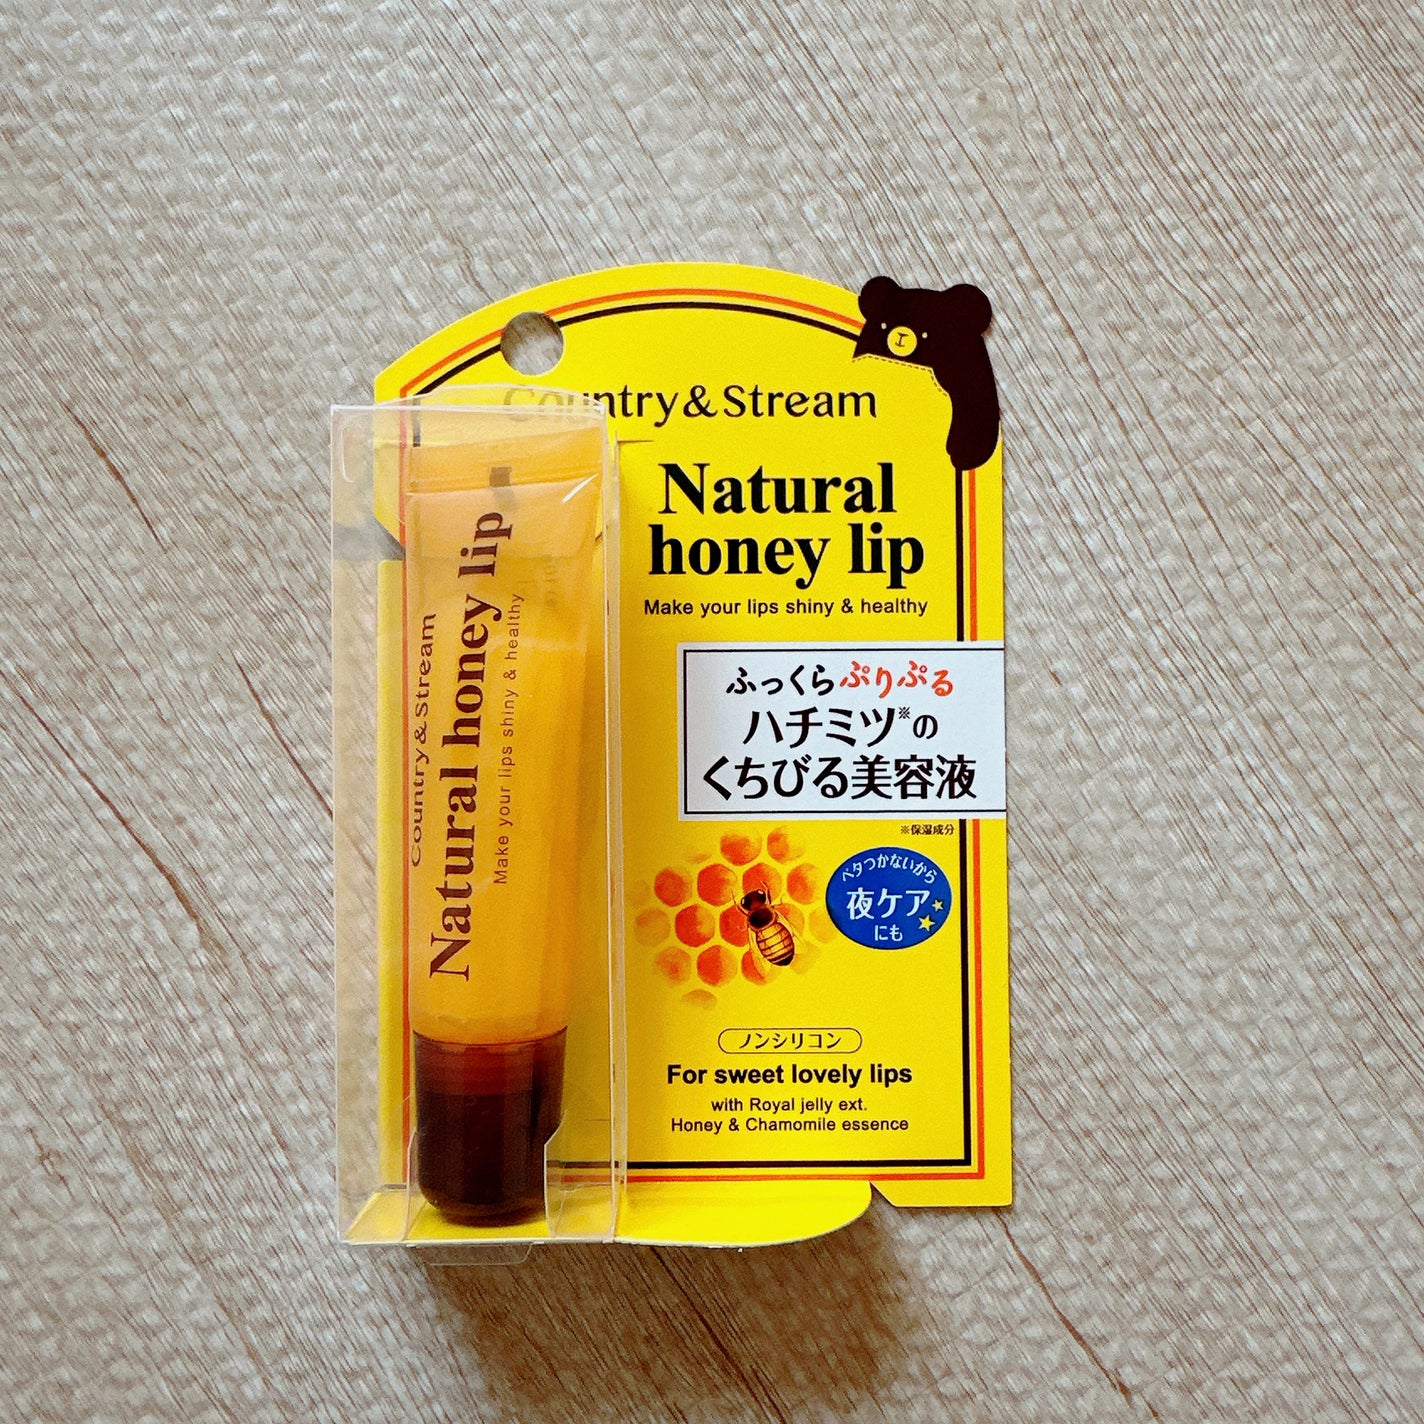 Country & Stream
Natural
honey lip
Make your lips shiny & healthy
ふっくらぷりぷる
ハチミツ※の
くちびる美容液
※保湿成分
ベタつかないから
夜ケア
にも
ノンシリコン
For sweet lovely lips
with Royal jelly ext.
Honey & Chamomile essence
Country & Stream
Natural honey lip
Make your lips shiny & healthy